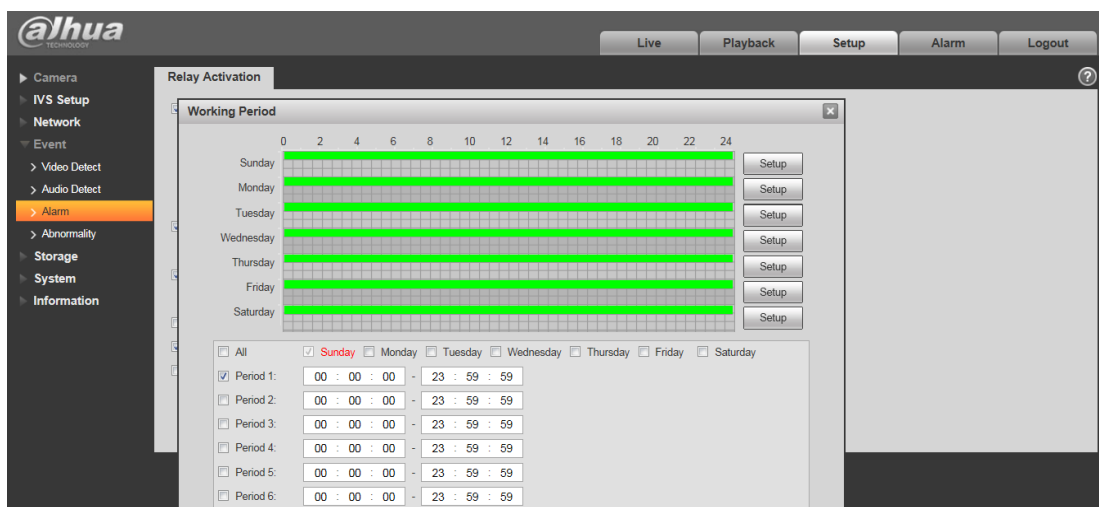 alhua
TECHNOLOGY
Live Playback Setup Alarm Logout
Camera
IVS Setup
Network
Event
Video Detect
Audio Detect
Alarm
Abnormality
Storage
System
Information
Relay Activation
?
Working Period
0 2 4 6 8 10 12 14 16 18 20 22 24
Sunday Setup
Monday Setup
Tuesday Setup
Wednesday Setup
Thursday Setup
Friday Setup
Saturday Setup
All Sunday Monday Tuesday Wednesday Thursday Friday Saturday
Period 1: 00 : 00 : 00 - 23 : 59 : 59
Period 2: 00 : 00 : 00 - 23 : 59 : 59
Period 3: 00 : 00 : 00 - 23 : 59 : 59
Period 4: 00 : 00 : 00 - 23 : 59 : 59
Period 5: 00 : 00 : 00 - 23 : 59 : 59
Period 6: 00 : 00 : 00 - 23 : 59 : 59